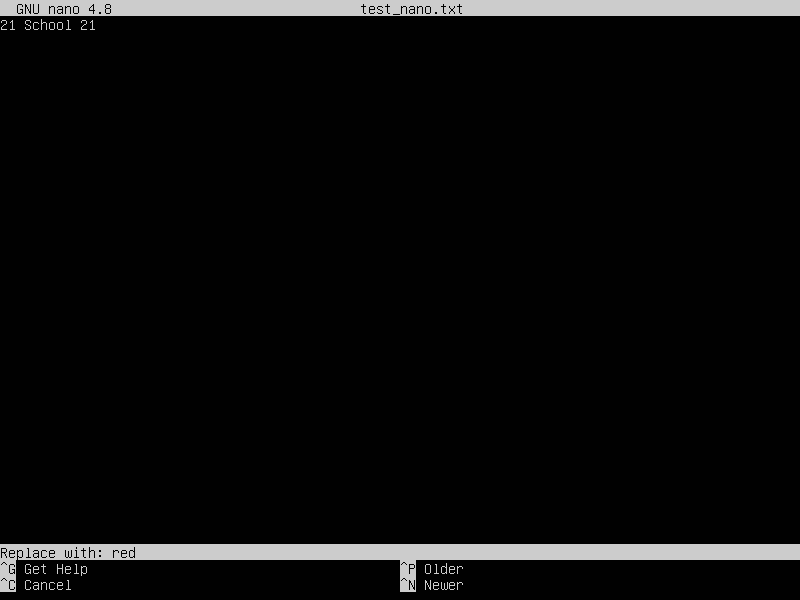 GNU nano 4.8 test_nano.txt
21 School 21
Replace with: red
^G Get Help ^P Older
^C Cancel ^N Newer